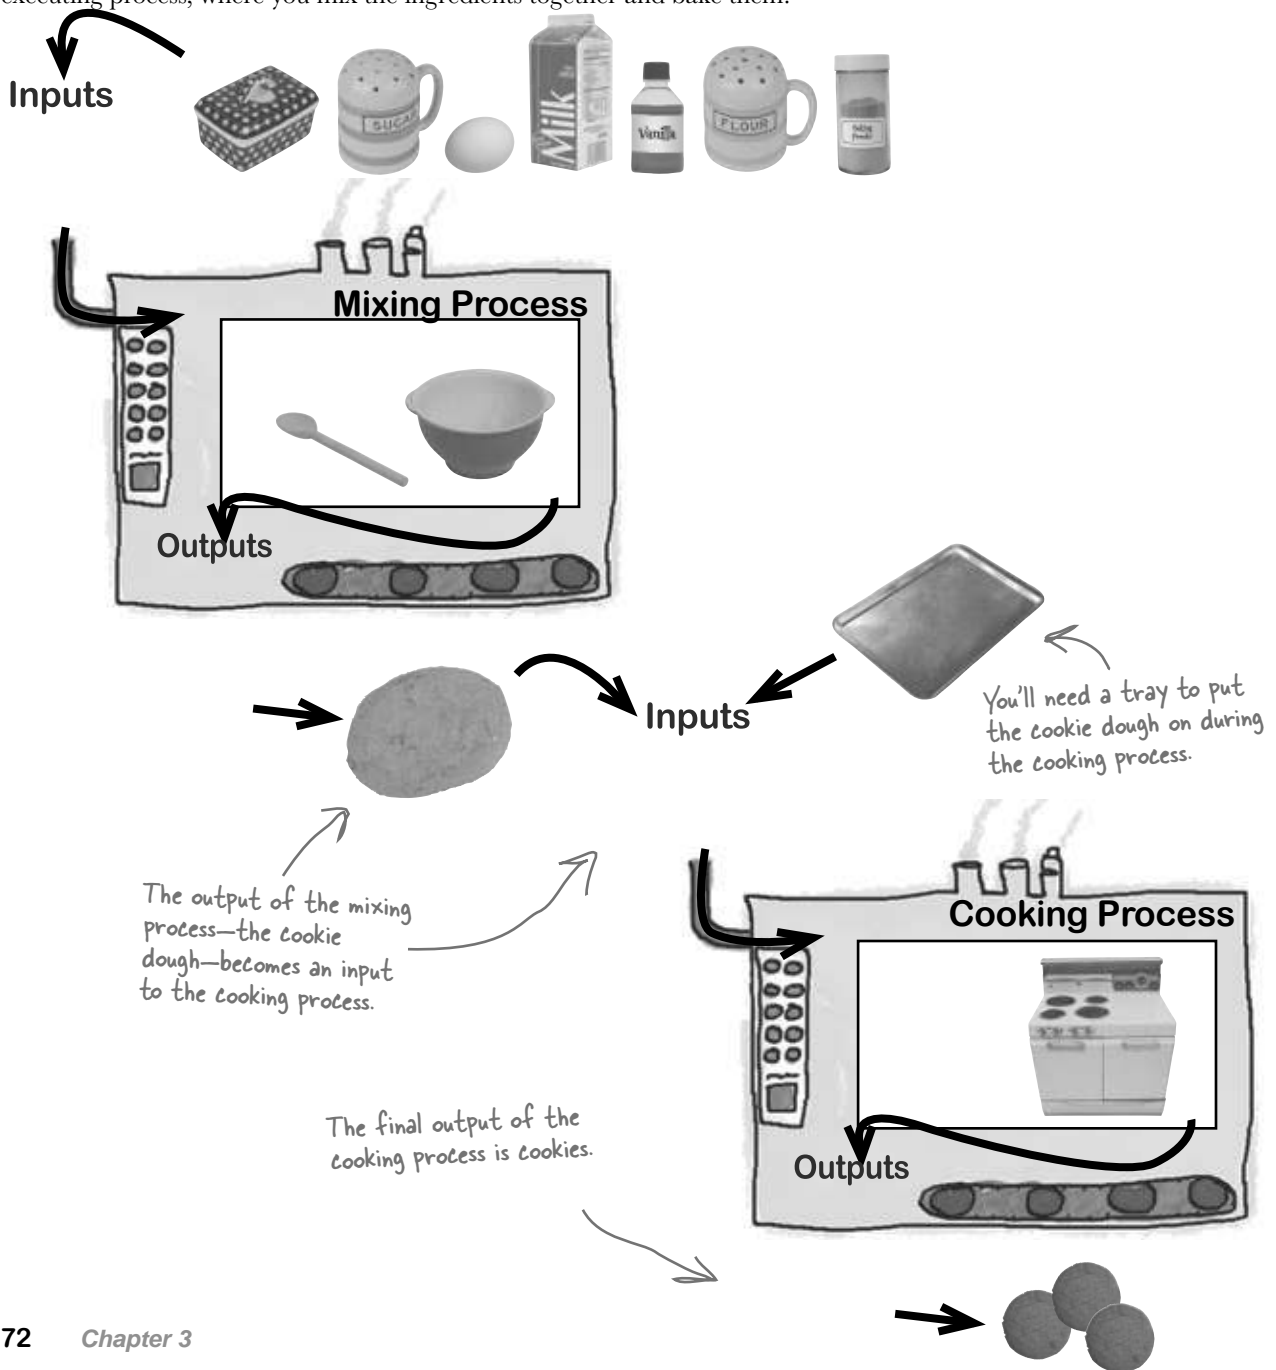 executing process, where you mix the ingredients together and bake them.
Inputs
SUGAR
Milk
Vanilla
FLOUR
Baking
Powder
Mixing Process
Outputs
Inputs
You'll need a tray to put
the cookie dough on during
the cooking process.
The output of the mixing
process—the cookie
dough—becomes an input
to the cooking process.
Cooking Process
The final output of the
cooking process is cookies.
Outputs
72 Chapter 3